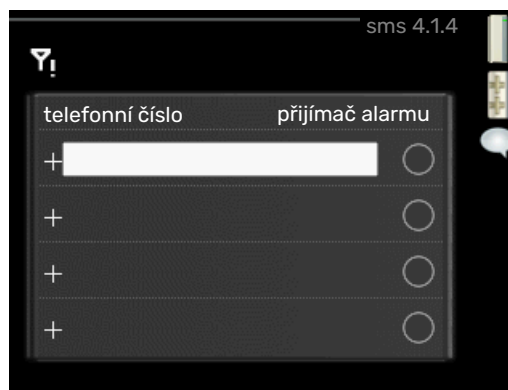 sms 4.1.4
telefonní číslo přijímač alarmu
+
+
+
+